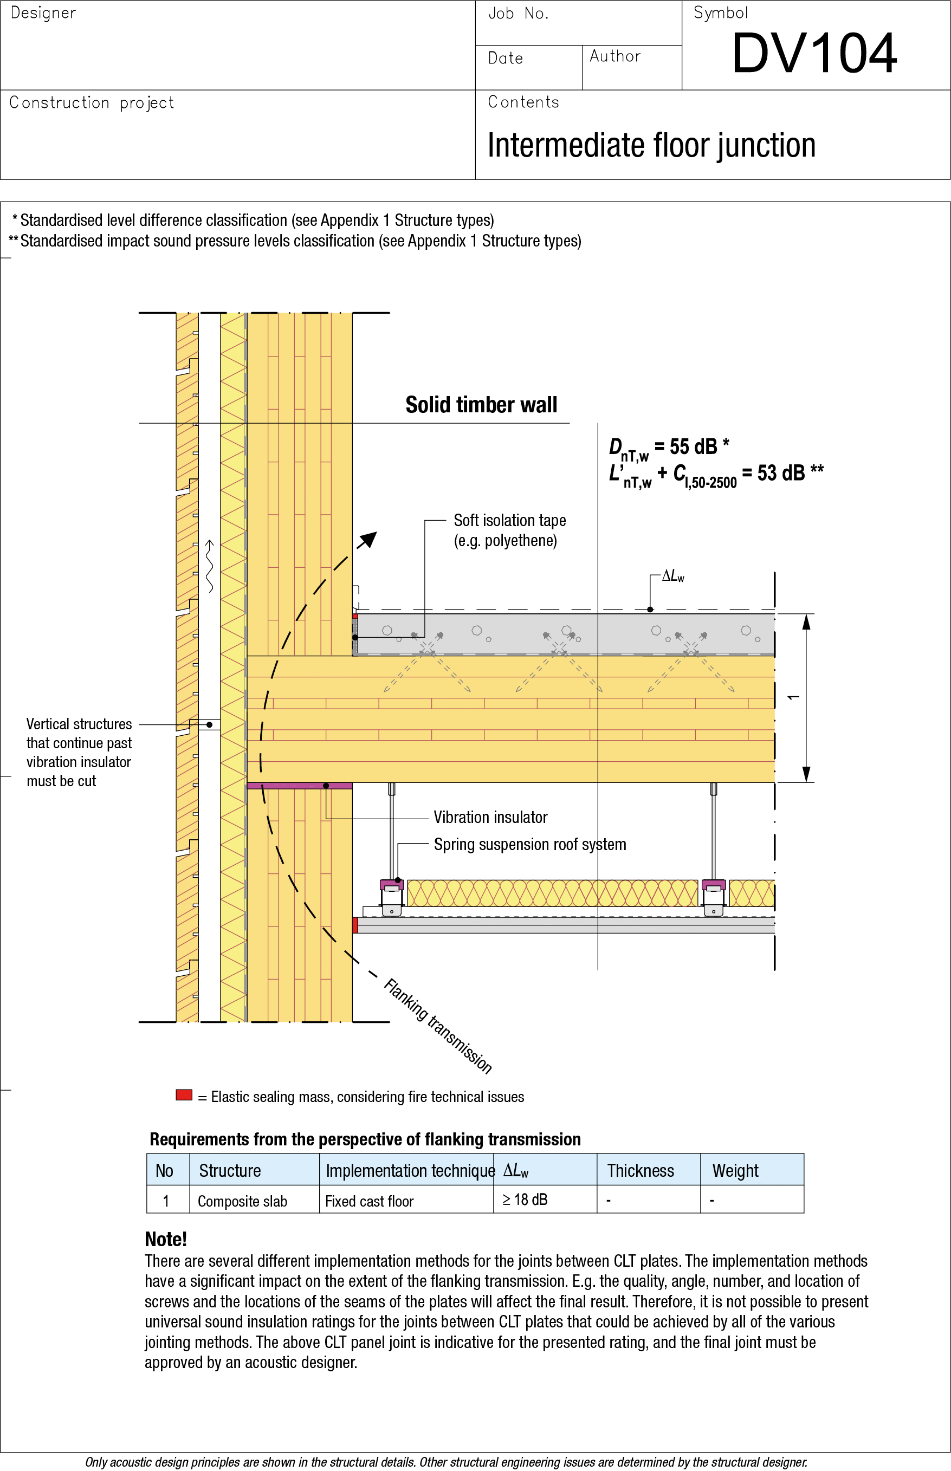 Designer
Job No.
Symbol
DV104
Date
Author
Construction project
Contents
Intermediate floor junction
* Standardised level difference classification (see Appendix 1 Structure types)
** Standardised impact sound pressure levels classification (see Appendix 1 Structure types)
Solid timber wall
DnT,w = 55 dB *
L’nT,w + CI,50-2500 = 53 dB **
Soft isolation tape
(e.g. polyethene)
ΔLw
1
Vertical structures
that continue past
vibration insulator
must be cut
Vibration insulator
Spring suspension roof system
Flanking transmission
= Elastic sealing mass, considering fire technical issues
Requirements from the perspective of flanking transmission
No Structure Implementation technique ΔLw Thickness Weight
1 Composite slab Fixed cast floor ≥ 18 dB - -
Note!
There are several different implementation methods for the joints between CLT plates. The implementation methods
have a significant impact on the extent of the flanking transmission. E.g. the quality, angle, number, and location of
screws and the locations of the seams of the plates will affect the final result. Therefore, it is not possible to present
universal sound insulation ratings for the joints between CLT plates that could be achieved by all of the various
jointing methods. The above CLT panel joint is indicative for the presented rating, and the final joint must be
approved by an acoustic designer.
Only acoustic design principles are shown in the structural details. Other structural engineering issues are determined by the structural designer.